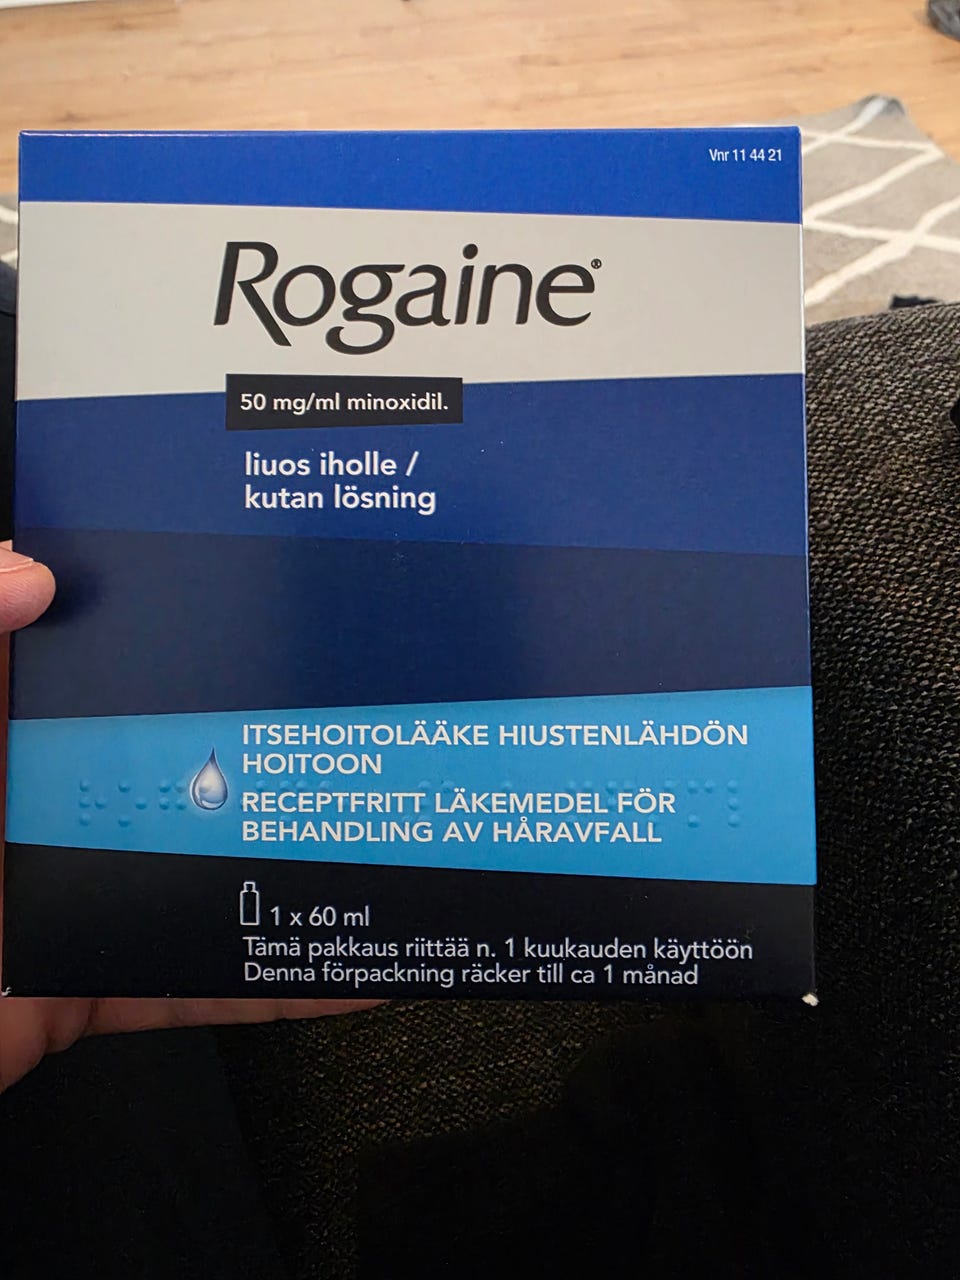 Vnr 11 44 21
Rogaine®
50 mg/ml minoxidil.
liuos iholle /
kutan lösning
ITSEHOITOLÄÄKE HIUSTENLÄHDÖN
HOITOON
RECEPTFRITT LÄKEMEDEL FÖR
BEHANDLING AV HÅRAVFALL
1 x 60 ml
Tämä pakkaus riittää n. 1 kuukauden käyttöön
Denna förpackning räcker till ca 1 månad